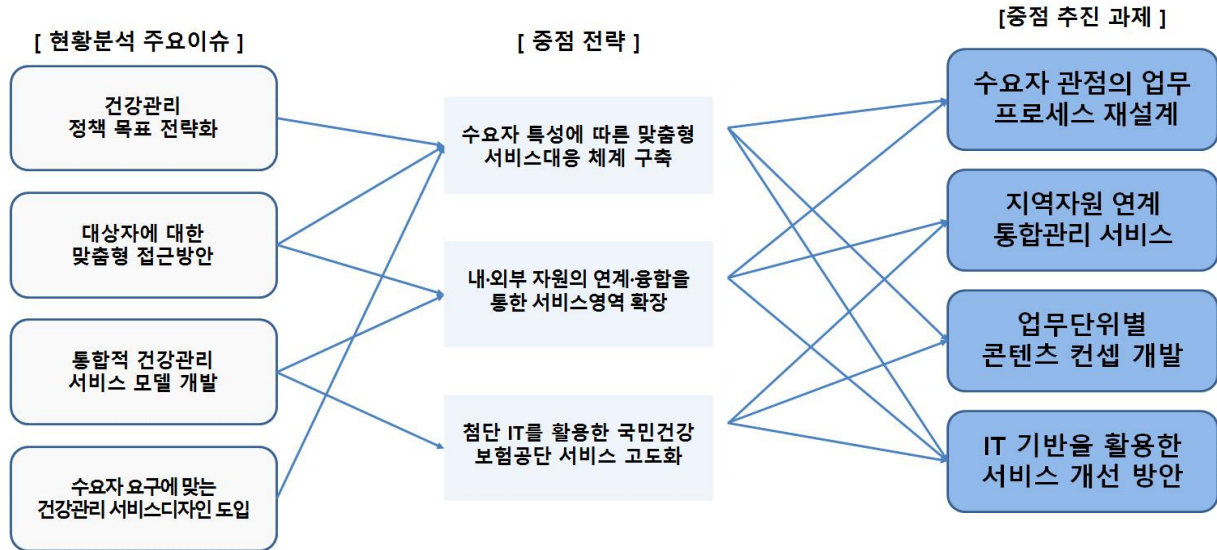 [ 현황분석 주요이슈 ]
건강관리
정책 목표 전략화
대상자에 대한
맞춤형 접근방안
통합적 건강관리
서비스 모델 개발
수요자 요구에 맞는
건강관리 서비스디자인 도입
[ 중점 전략 ]
수요자 특성에 따른 맞춤형
서비스대응 체계 구축
내·외부 자원의 연계·융합을
통한 서비스영역 확장
첨단 IT를 활용한 국민건강
보험공단 서비스 고도화
[중점 추진 과제 ]
수요자 관점의 업무
프로세스 재설계
지역자원 연계
통합관리 서비스
업무단위별
콘텐츠 컨셉 개발
IT 기반을 활용한
서비스 개선 방안